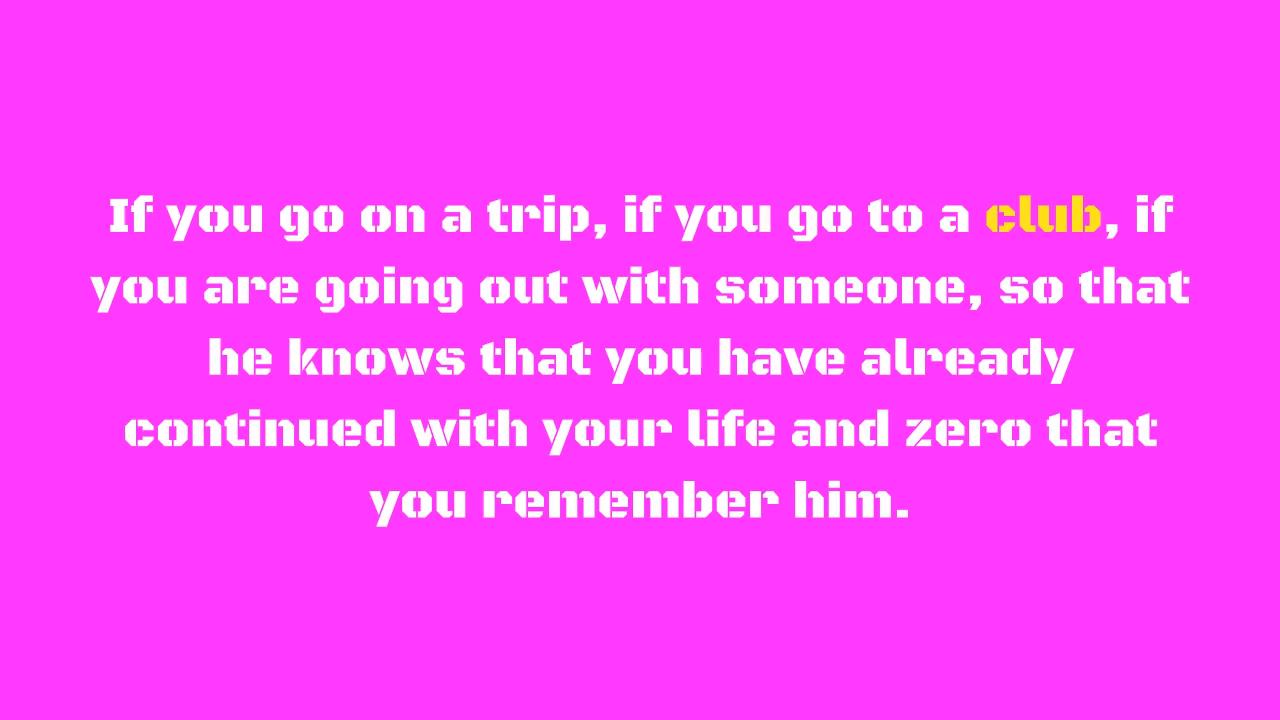 If you go on a trip, if you go to a club, if
you are going out with someone, so that
he knows that you have already
continued with your life and zero that
you remember him.